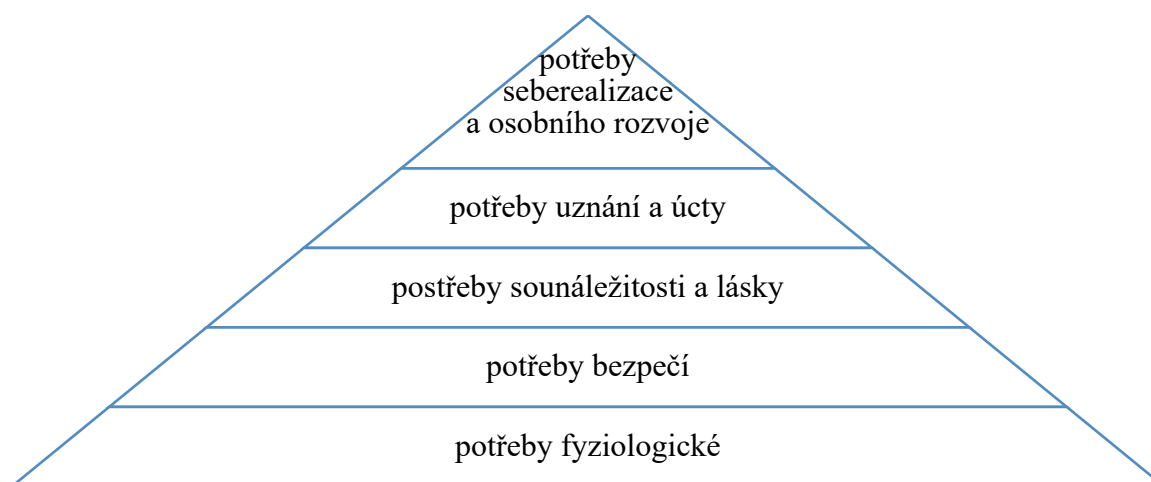 potřeby
seberealizace
a osobního rozvoje
potřeby uznání a úcty
postřeby sounáležitosti a lásky
potřeby bezpečí
potřeby fyziologické